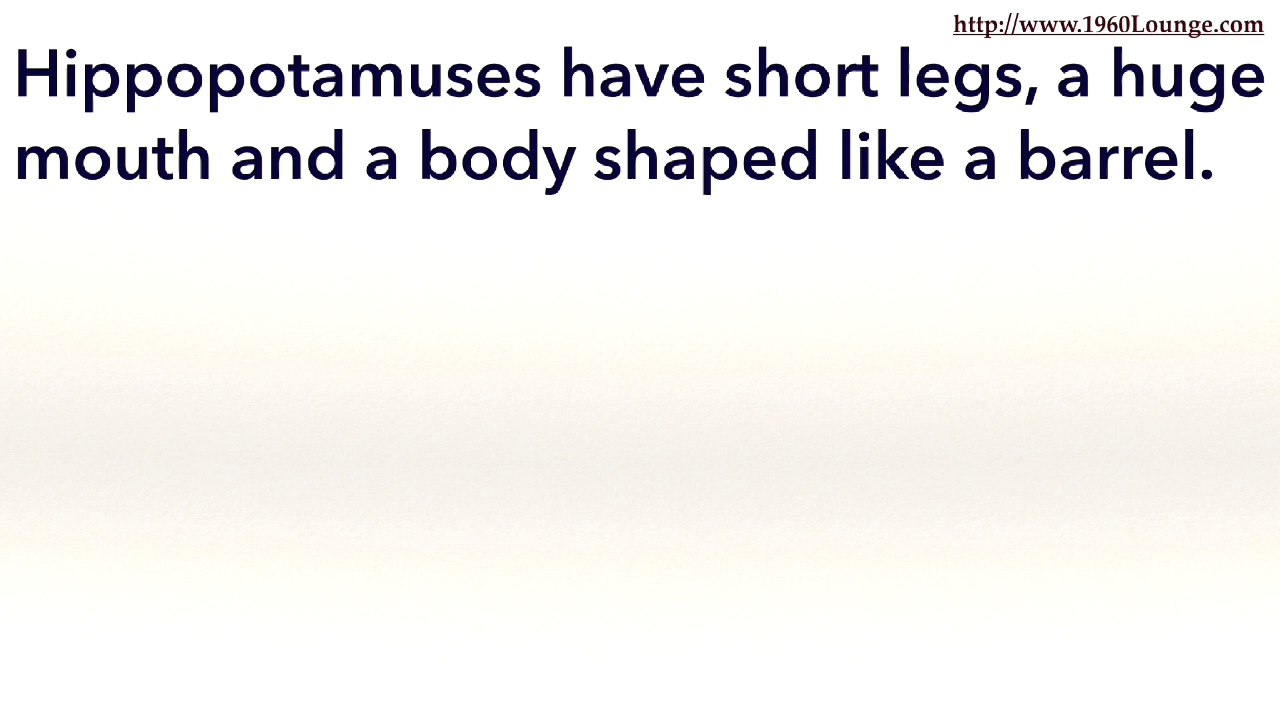 http://www.1960Lounge.com
Hippopotamuses have short legs, a huge
mouth and a body shaped like a barrel.